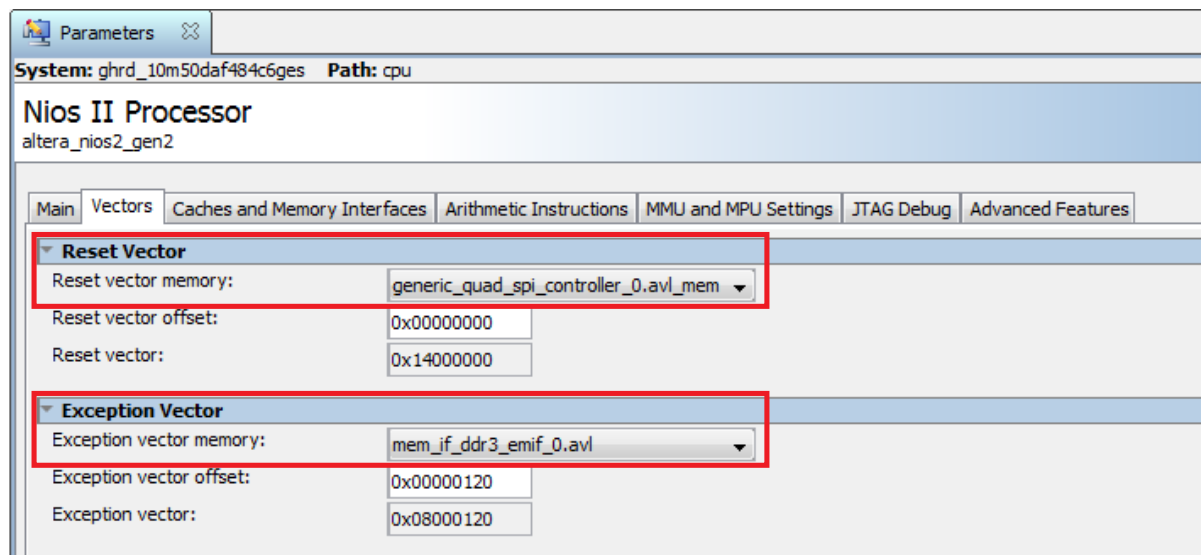 Parameters
System: ghrd_10m50daf484c6ges Path: cpu
Nios II Processor
altera_nios2_gen2
Main Vectors Caches and Memory Interfaces Arithmetic Instructions MMU and MPU Settings JTAG Debug Advanced Features
Reset Vector
Reset vector memory: generic_quad_spi_controller_0.avl_mem
Reset vector offset: 0x00000000
Reset vector: 0x14000000
Exception Vector
Exception vector memory: mem_if_ddr3_emif_0.avl
Exception vector offset: 0x00000120
Exception vector: 0x08000120